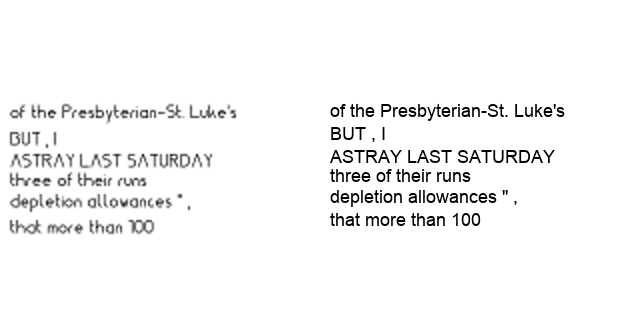 of the Presbyterian-St. Luke's
BUT , I
ASTRAY LAST SATURDAY
three of their runs
depletion allowances " ,
that more than 100
of the Presbyterian-St. Luke's
BUT , I
ASTRAY LAST SATURDAY
three of their runs
depletion allowances " ,
that more than 100